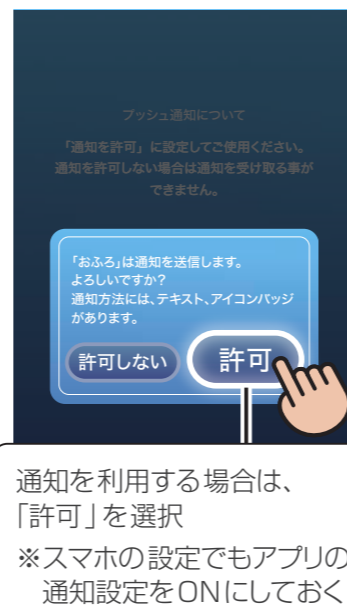 プッシュ通知について
「通知を許可」に設定してご使用ください。
通知を許可しない場合は通知を受け取る事が
できません。
「おふろ」は通知を送信します。
よろしいですか?
通知方法には、テキスト、アイコンバッジ
があります。
許可しない
許可
通知を利用する場合は、
「許可」を選択
※スマホの設定でもアプリの
通知設定をONにしておく